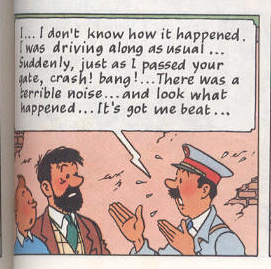 I... I don't know how it happened.
I was driving along as usual ...
Suddenly, just as I passed your
gate, crash! bang!...There was a
terrible noise...and look what
happened... It's got me beat...